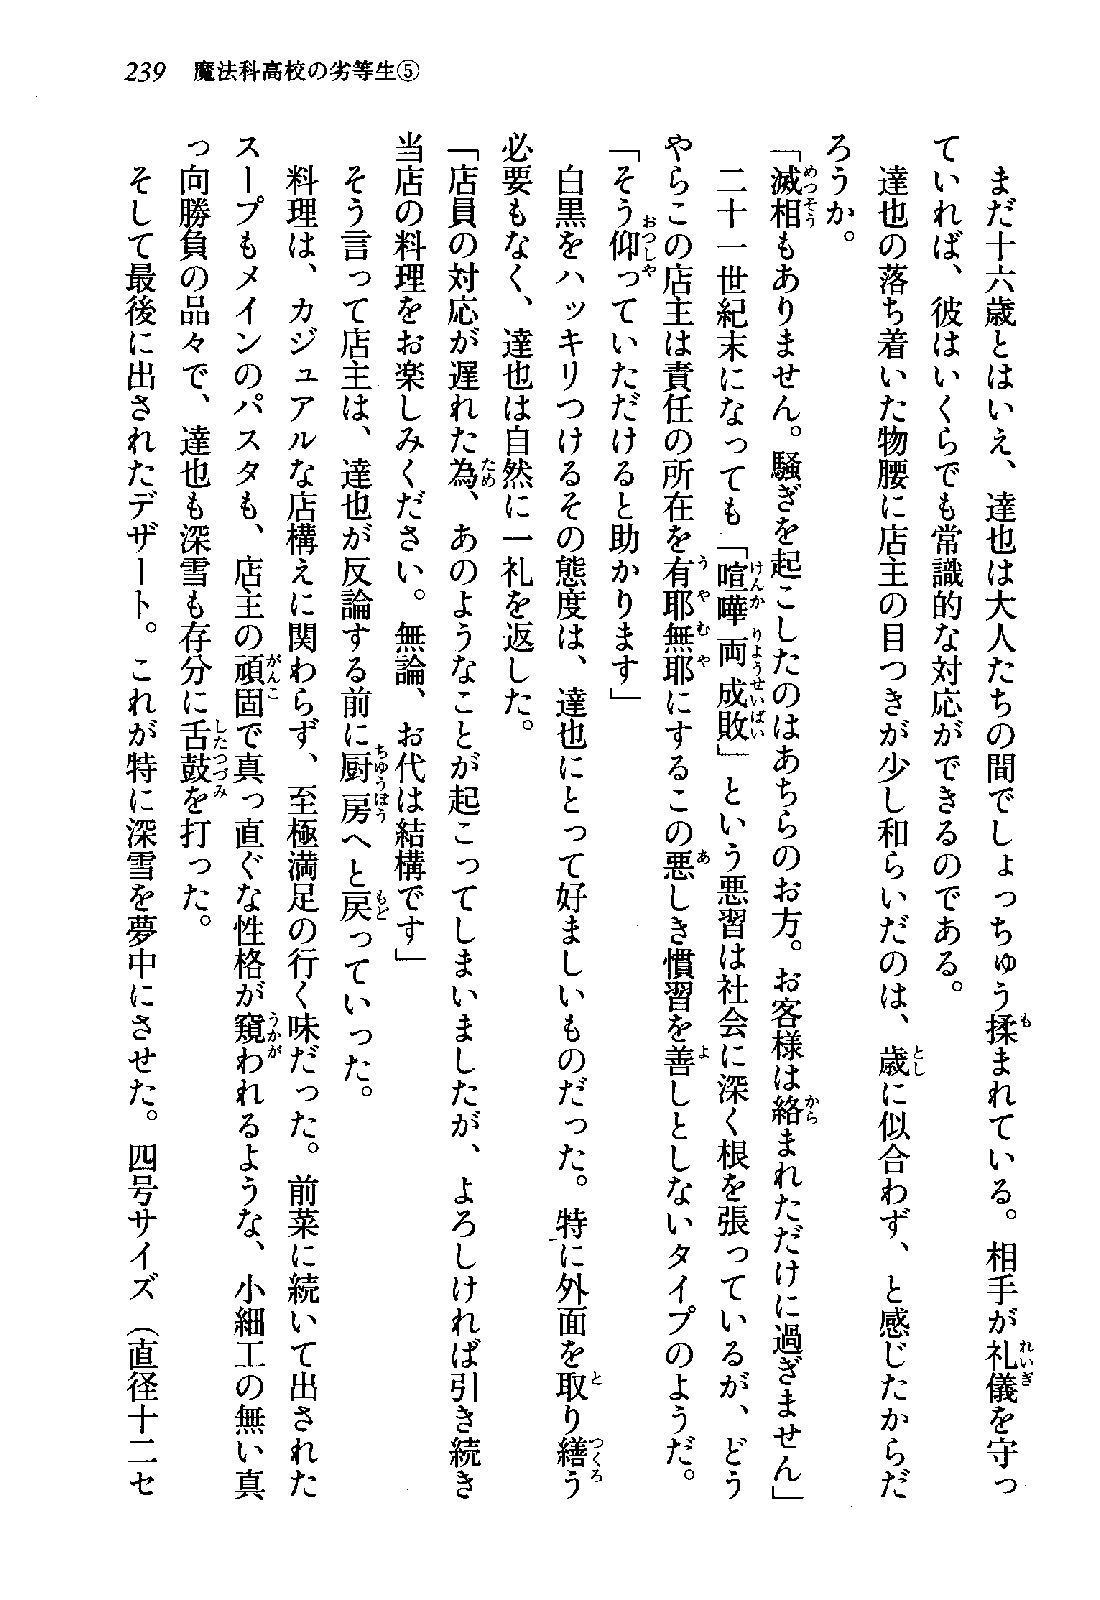 239 魔法科高校の劣等生⑤
まだ十六歳とはいえ、達也は大人たちの間でしょっちゅう揉まれている。相手が礼儀を守っ
ていれば、彼はいくらでも常識的な対応ができるのである。
達也の落ち着いた物腰に店主の目つきが少し和らいだのは、歳に似合わず、と感じたからだ
ろうか。
「滅相もありません。騒ぎを起こしたのはあちらのお方。お客様は絡まれただけに過ぎません」
二十一世紀末になっても「喧嘩両成敗」という悪習は社会に深く根を張っているが、どう
やらこの店主は責任の所在を有耶無耶にするこの悪しき慣習を善しとしないタイプのようだ。
「そう仰っていただけると助かります」
白黒をハッキリつけるその態度は、達也にとって好ましいものだった。特に外面を取り繕う
必要もなく、達也は自然に一礼を返した。
「店員の対応が遅れた為、あのようなことが起こってしまいましたが、よろしければ引き続き
当店の料理をお楽しみください。無論、お代は結構です」
そう言って店主は、達也が反論する前に厨房へと戻っていった。
料理は、カジュアルな店構えに関わらず、至極満足の行く味だった。前菜に続いて出された
スープもメインのパスタも、店主の頑固で真っ直ぐな性格が窺われるような、小細工の無い真
っ向勝負の品々で、達也も深雪も存分に舌鼓を打った。
そして最後に出されたデザート。これが特に深雪を夢中にさせた。四号サイズ（直径十二セ